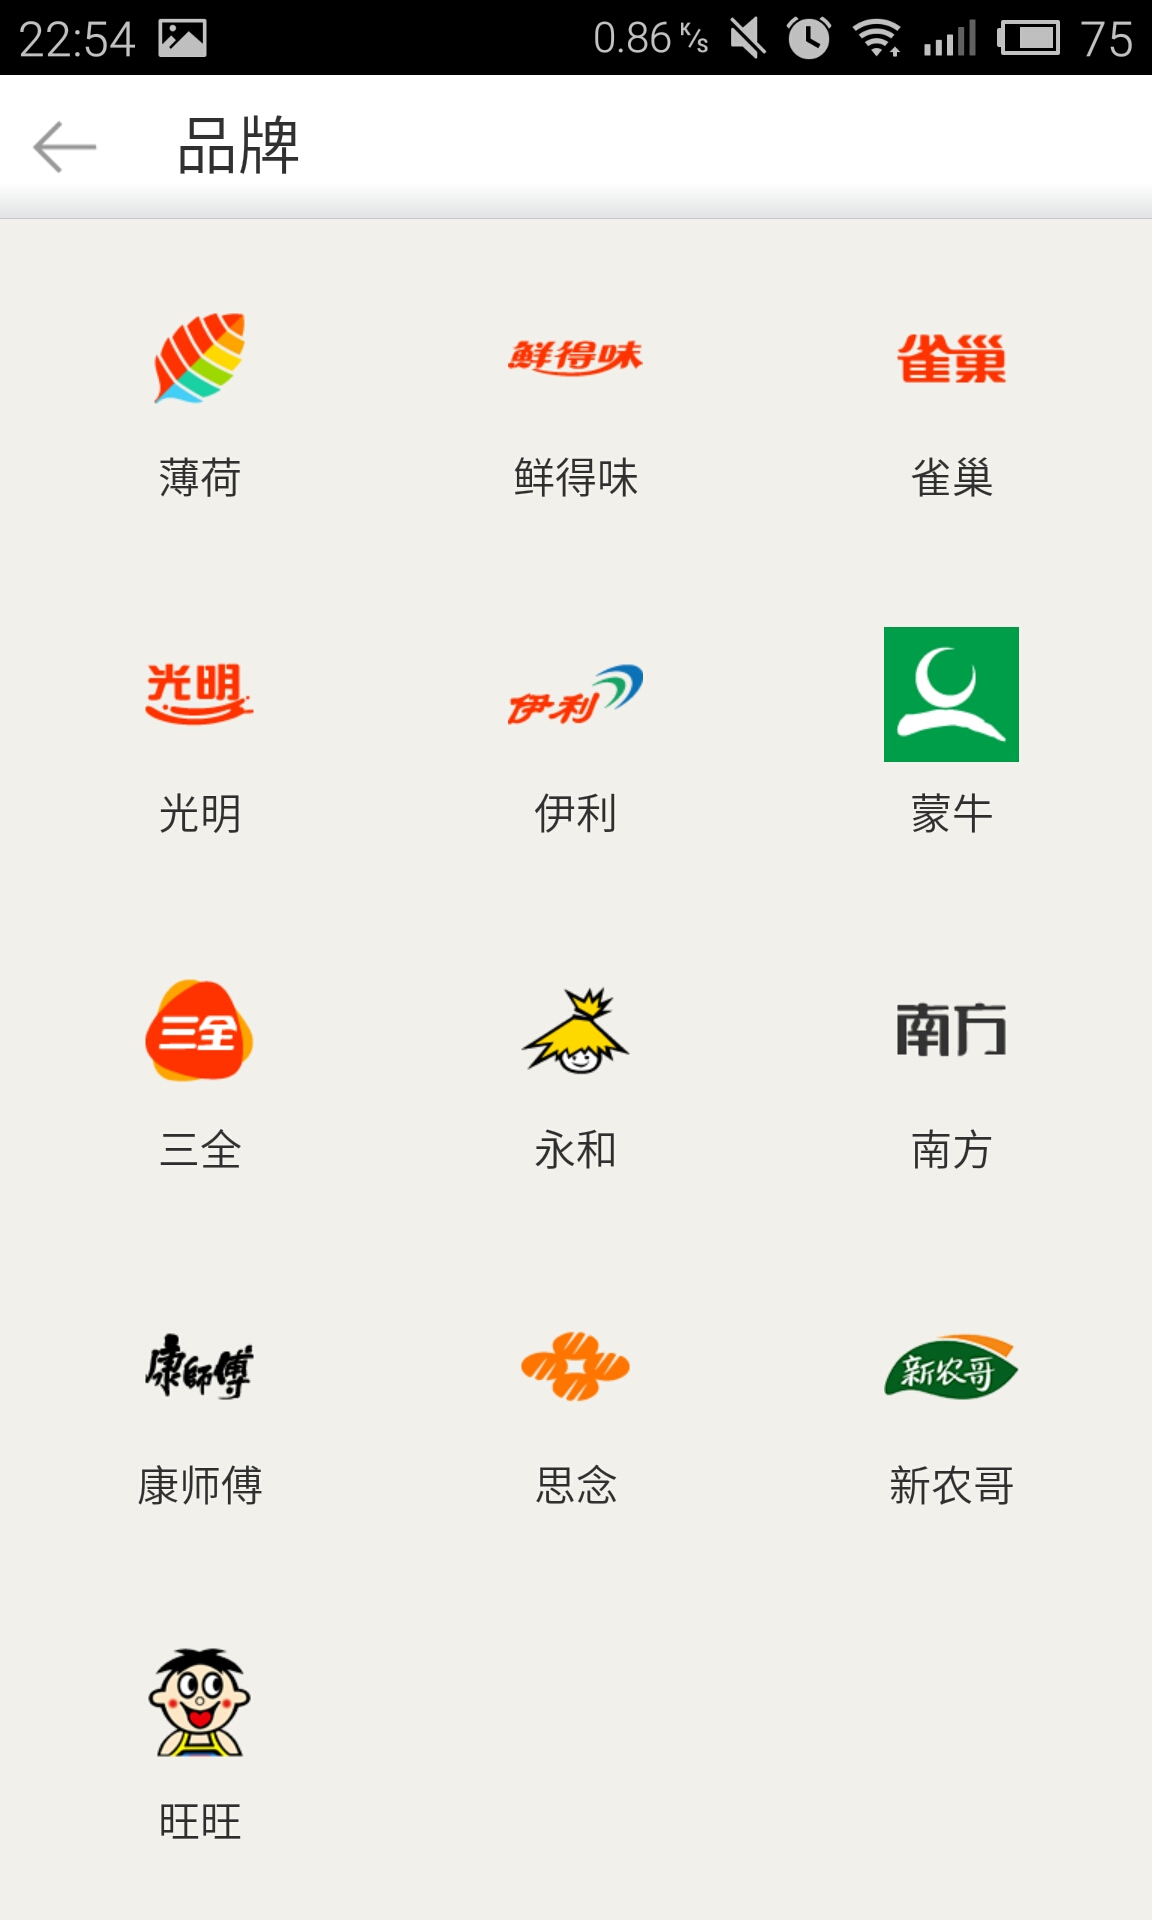 22:54 0.86 K/s 75
品牌
鲜得味 雀巢
薄荷 鲜得味 雀巢
光明 伊利
光明 伊利 蒙牛
三全 南方
三全 永和 南方
康師傅 新农哥
康师傅 思念 新农哥
旺旺